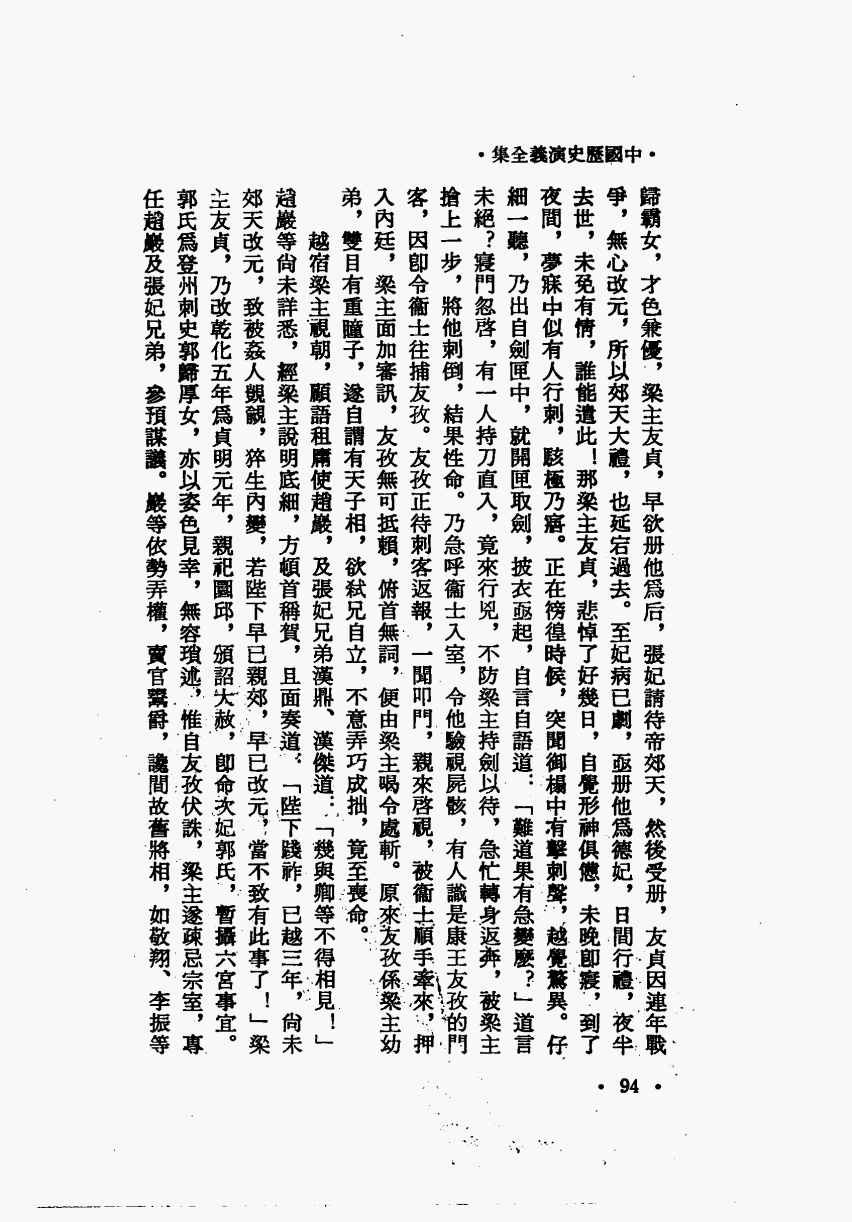 ·中國歷史演義全集·
歸霸女，才色兼優，梁主友貞，早欲册他爲后，張妃請待帝郊天，然後受册，友貞因連年戰
爭，無心改元，所以郊天大禮，也延宕過去。至妃病已劇，亟册他爲德妃，日間行禮，夜半
去世，未免有情，誰能遣此！那梁主友貞，悲悼了好幾日，自覺形神俱憊，未晚卽寢，到了
夜間，夢寐中似有人行刺，駭極乃寤。正在徬徨時候，突聞御榻中有擊刺聲，越覺驚異。仔
細一聽，乃出自劍匣中，就開匣取劍，披衣亟起，自言自語道：「難道果有急變麼？」道言
未絕？寢門忽啓，有一人持刀直入，竟來行兇，不防梁主持劍以待，急忙轉身返奔，被梁主
搶上一步，將他刺倒，結果性命。乃急呼衞士入室，令他驗視屍骸，有人識是康王友孜的門
客，因卽令衞士往捕友孜。友孜正待刺客返報，一聞叩門，親來啓視，被衞士順手牽來，押
入內廷，梁主面加審訊，友孜無可抵賴，俯首無詞，便由梁主喝令處斬。原來友孜係梁主幼
弟，雙目有重瞳子，遂自謂有天子相，欲弒兄自立，不意弄巧成拙，竟至喪命。
越宿梁主視朝，顧語租庸使趙巖，及張妃兄弟漢鼎、漢傑道：「幾與卿等不得相見！」
趙巖等尙未詳悉，經梁主說明底細，方頓首稱賀，且面奏道：「陛下踐祚，已越三年，尙未
郊天改元，致被姦人覬覦，猝生內變，若陛下早已親郊，早已改元，當不致有此事了！」梁
主友貞，乃改乾化五年爲貞明元年，親祀圜邱，頒詔大赦，卽命次妃郭氏，暫攝六宮事宜。
郭氏爲登州刺史郭歸厚女，亦以姿色見幸，無容瑣述，惟自友孜伏誅，梁主遂疎忌宗室，專
任趙巖及張妃兄弟，參預謀議。巖等依勢弄權，賣官鬻爵，讒間故舊將相，如敬翔、李振等
·94·